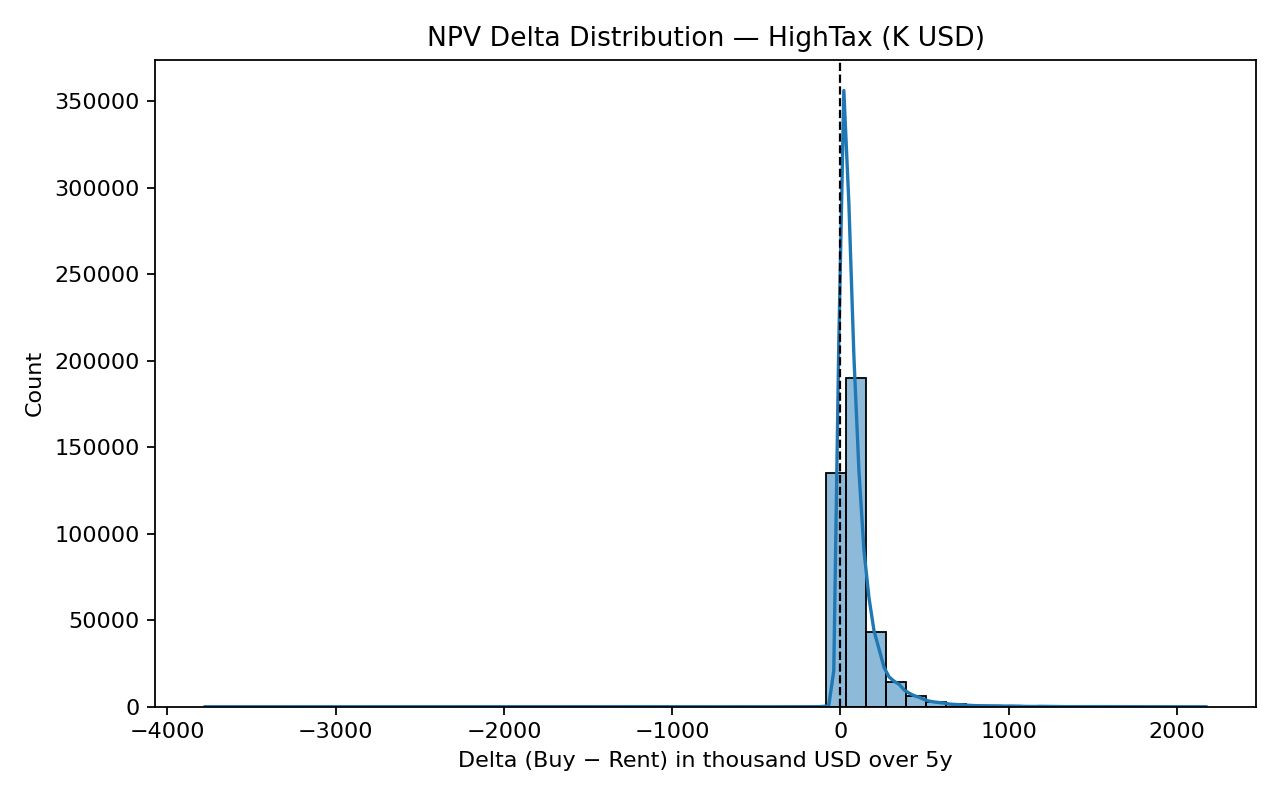 NPV Delta Distribution — HighTax (K USD)
350000
300000
250000
200000
150000
100000
50000
0
Count
−4000 −3000 −2000 −1000 0 1000 2000
Delta (Buy − Rent) in thousand USD over 5y